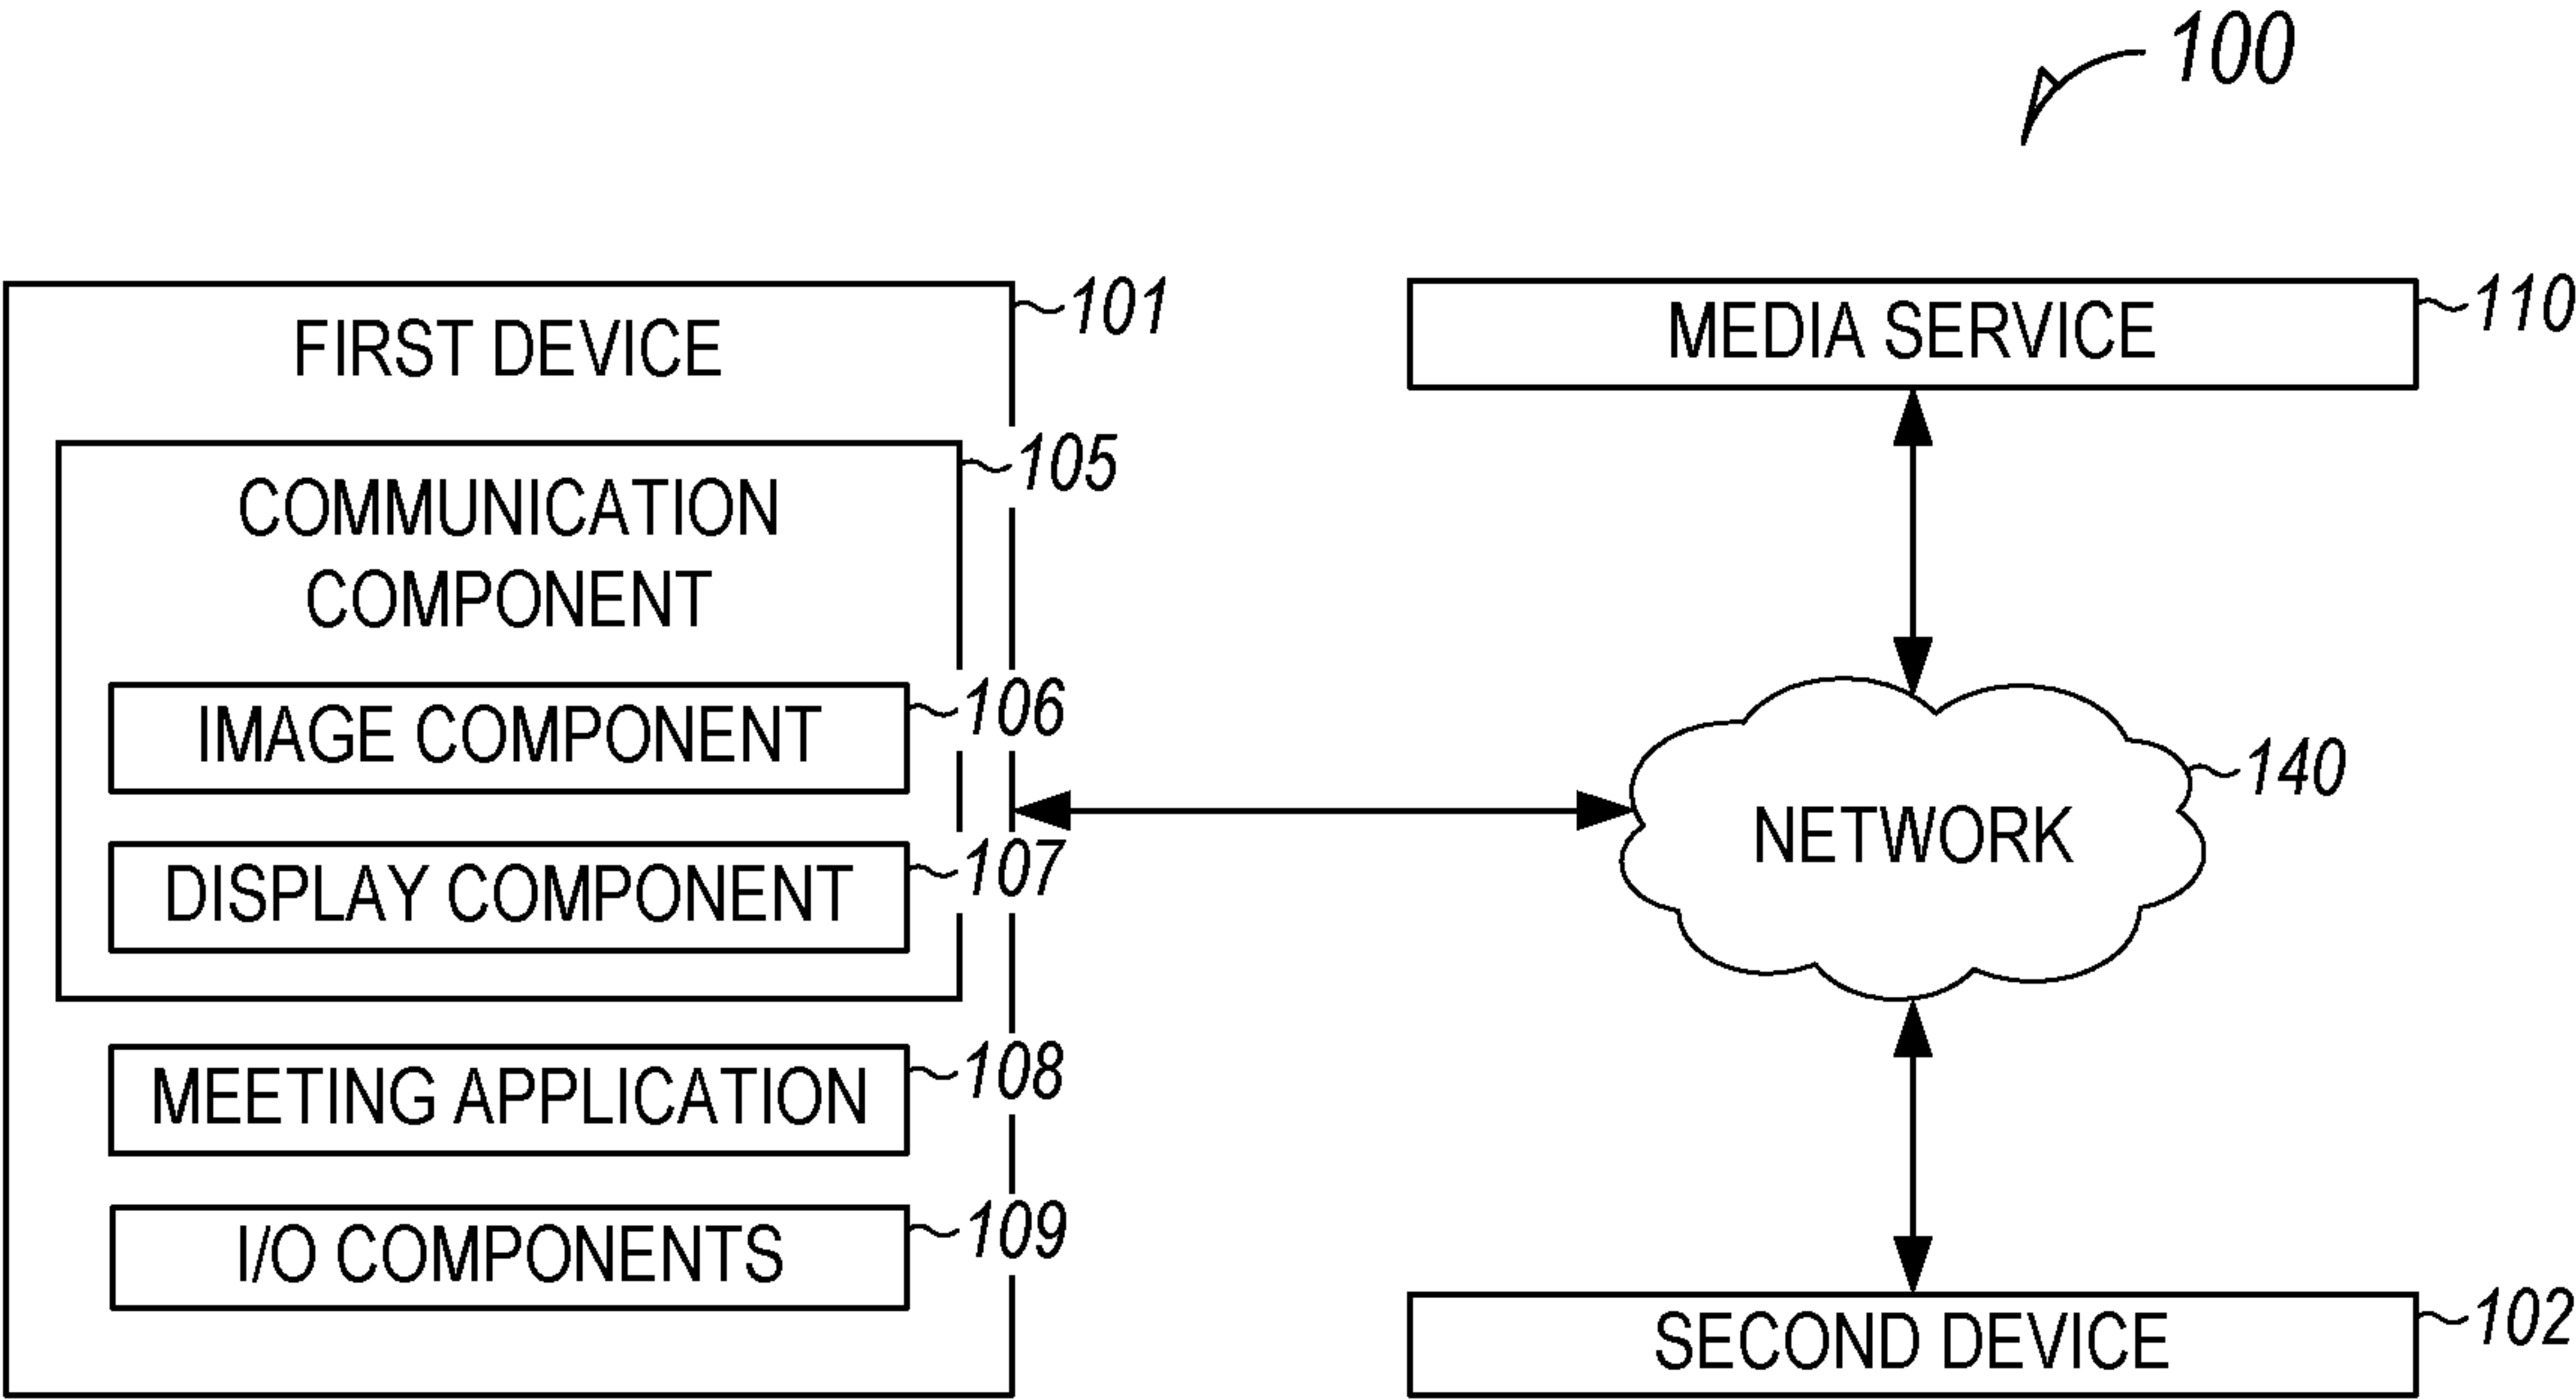 100
FIRST DEVICE
101
COMMUNICATION
COMPONENT
105
IMAGE COMPONENT
106
DISPLAY COMPONENT
107
MEETING APPLICATION
108
I/O COMPONENTS
109
MEDIA SERVICE
110
NETWORK
140
SECOND DEVICE
102